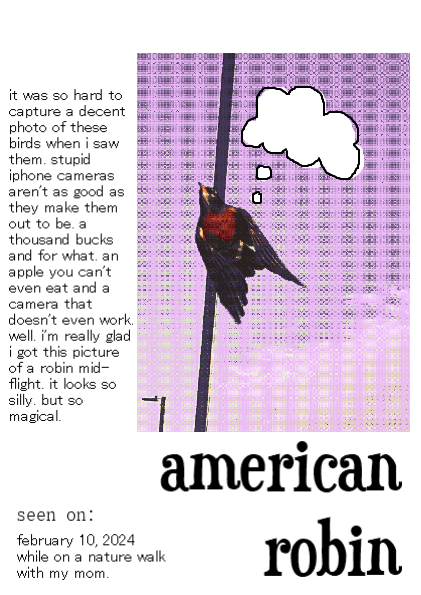 it was so hard to
capture a decent
photo of these
birds when i saw
them. stupid
iphone cameras
aren't as good as
they make them
out to be. a
thousand bucks
and for what. an
apple you can't
even eat and a
camera that
doesn't even work.
well. i'm really glad
i got this picture
of a robin mid-
flight. it looks so
silly. but so
magical.
american
robin
seen on:
february 10, 2024
while on a nature walk
with my mom.